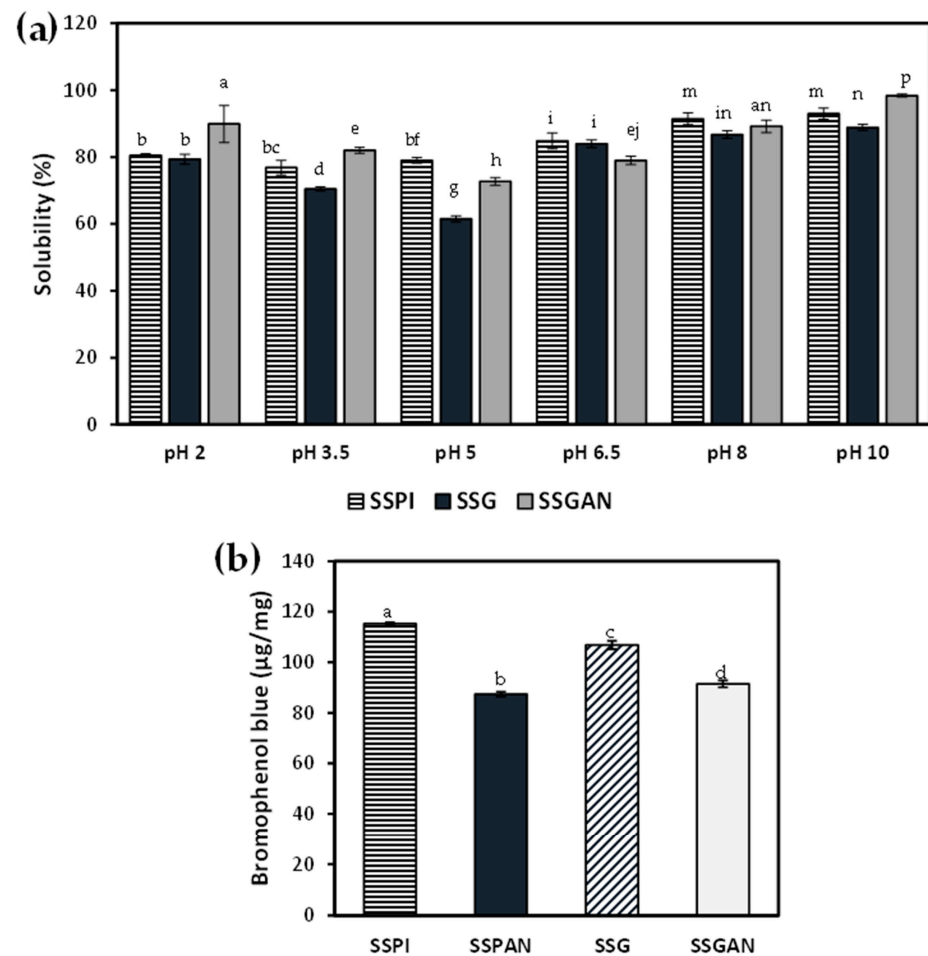 (a)
Solubility (%)
120
100
80
60
40
20
0
b b a
bc d e
bf g h
i i ej
m in an
m n p
pH 2 pH 3.5 pH 5 pH 6.5 pH 8 pH 10
SSPI SSG SSGAN
(b)
Bromophenol blue (µg/mg)
140
120
100
80
60
40
20
0
a b c d
SSPI SSPAN SSG SSGAN